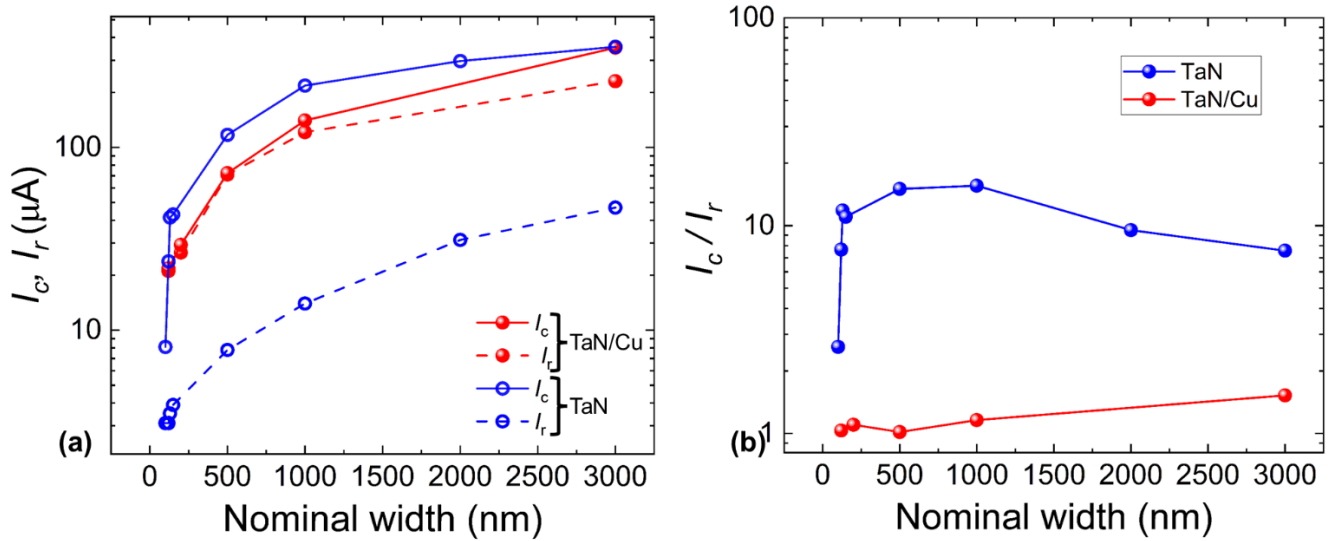 I_c, I_r (μA)
100
10
I_c
I_r
TaN/Cu
I_c
I_r
TaN
(a)
0 500 1000 1500 2000 2500 3000
Nominal width (nm)
I_c / I_r
100
10
1
TaN
TaN/Cu
(b)
0 500 1000 1500 2000 2500 3000
Nominal width (nm)